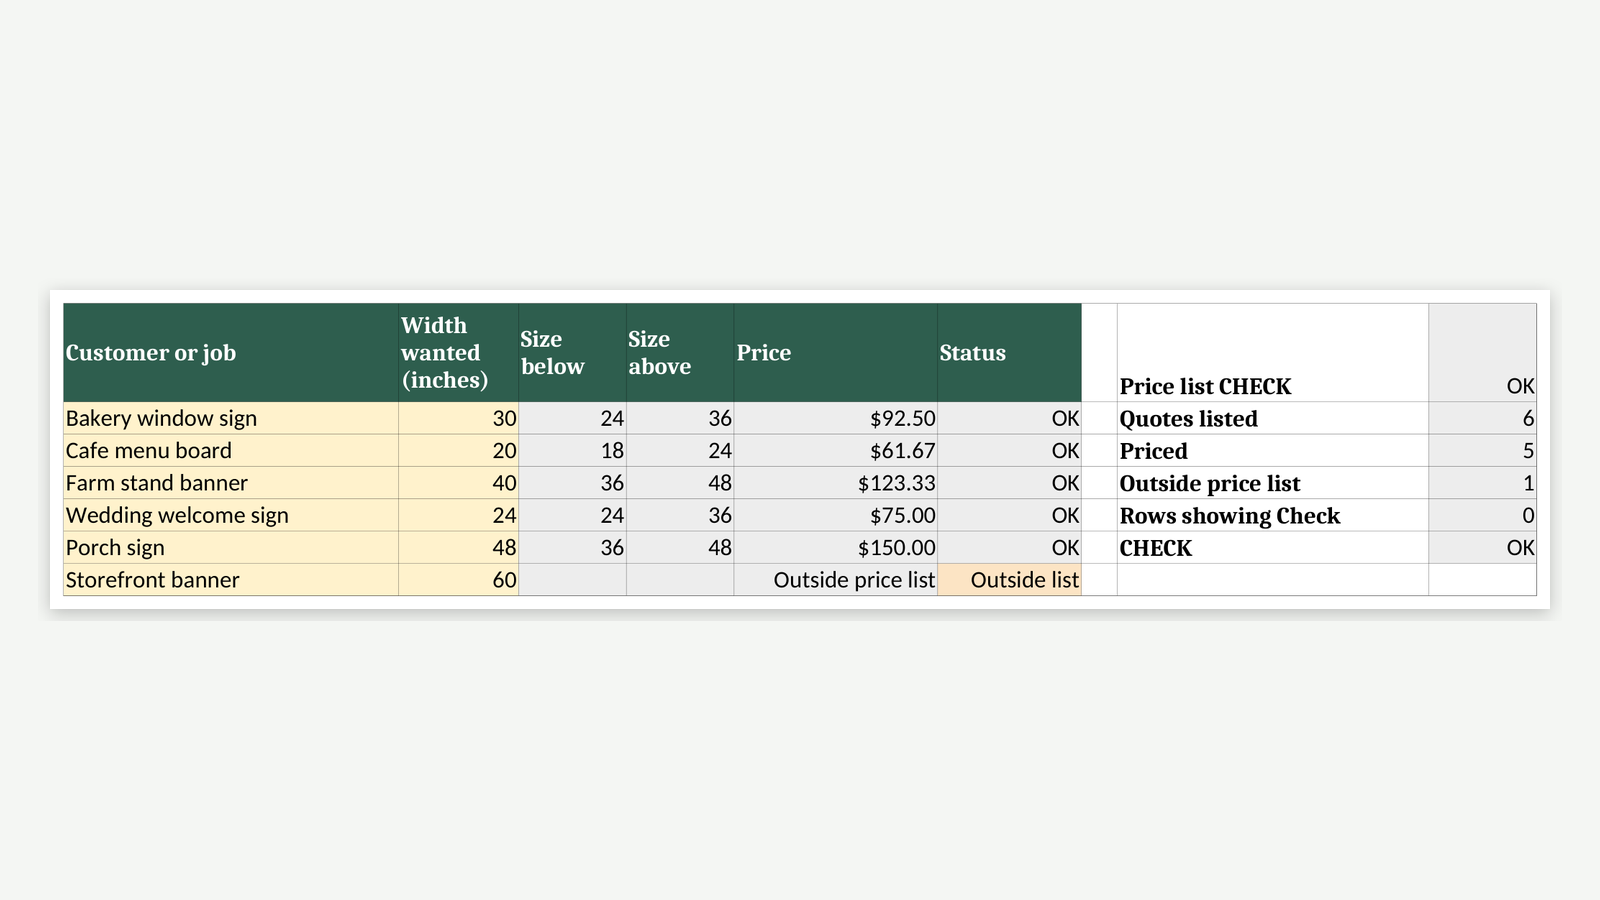 Customer or job Width wanted (inches) Size below Size above Price Status Price list CHECK OK
Bakery window sign 30 24 36 $92.50 OK Quotes listed 6
Cafe menu board 20 18 24 $61.67 OK Priced 5
Farm stand banner 40 36 48 $123.33 OK Outside price list 1
Wedding welcome sign 24 24 36 $75.00 OK Rows showing Check 0
Porch sign 48 36 48 $150.00 OK CHECK OK
Storefront banner 60 Outside price list Outside list